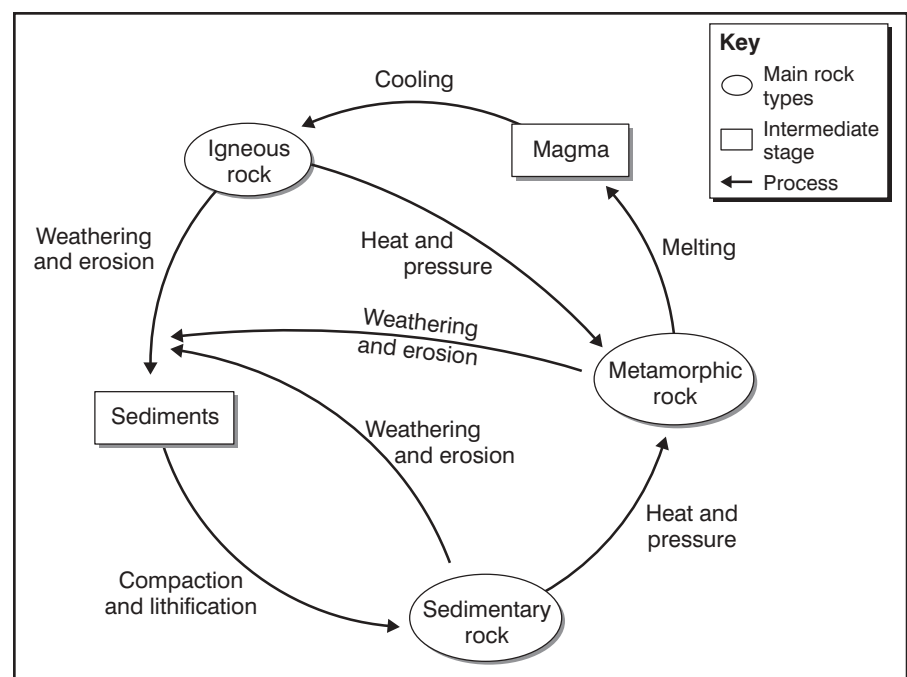 Key
Main rock
types
Intermediate
stage
Process
Cooling
Igneous
rock
Magma
Weathering
and erosion
Heat and
pressure
Melting
Weathering
and erosion
Metamorphic
rock
Sediments
Weathering
and erosion
Heat and
pressure
Compaction
and lithification
Sedimentary
rock